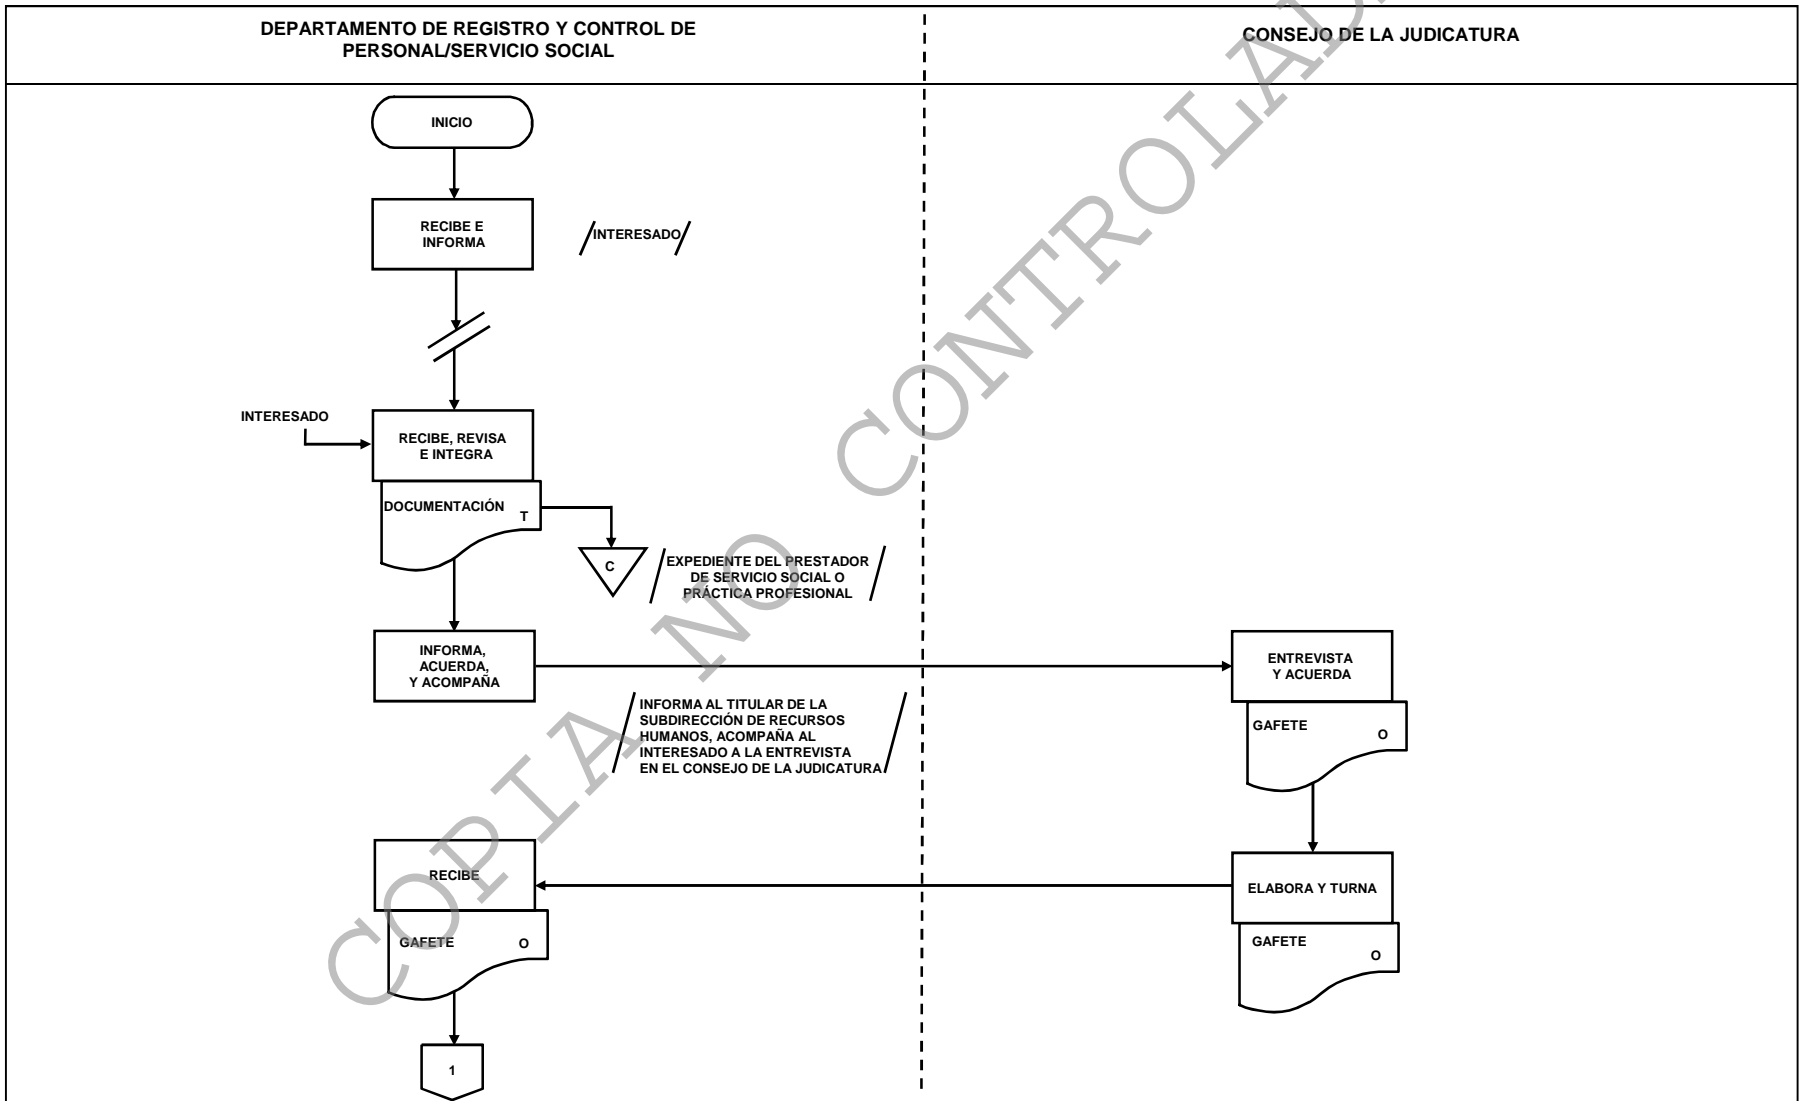 DEPARTAMENTO DE REGISTRO Y CONTROL DE
PERSONAL/SERVICIO SOCIAL
CONSEJO DE LA JUDICATURA
INICIO
RECIBE E
INFORMA
/INTERESADO/
INTERESADO
RECIBE, REVISA
E INTEGRA
DOCUMENTACIÓN
T
C
EXPEDIENTE DEL PRESTADOR
DE SERVICIO SOCIAL O
PRÁCTICA PROFESIONAL
INFORMA,
ACUERDA,
Y ACOMPAÑA
ENTREVISTA
Y ACUERDA
GAFETE
O
INFORMA AL TITULAR DE LA
SUBDIRECCIÓN DE RECURSOS
HUMANOS, ACOMPAÑA AL
INTERESADO A LA ENTREVISTA
EN EL CONSEJO DE LA JUDICATURA
RECIBE
GAFETE
O
ELABORA Y TURNA
GAFETE
O
1
COPIA NO CONTROLAD